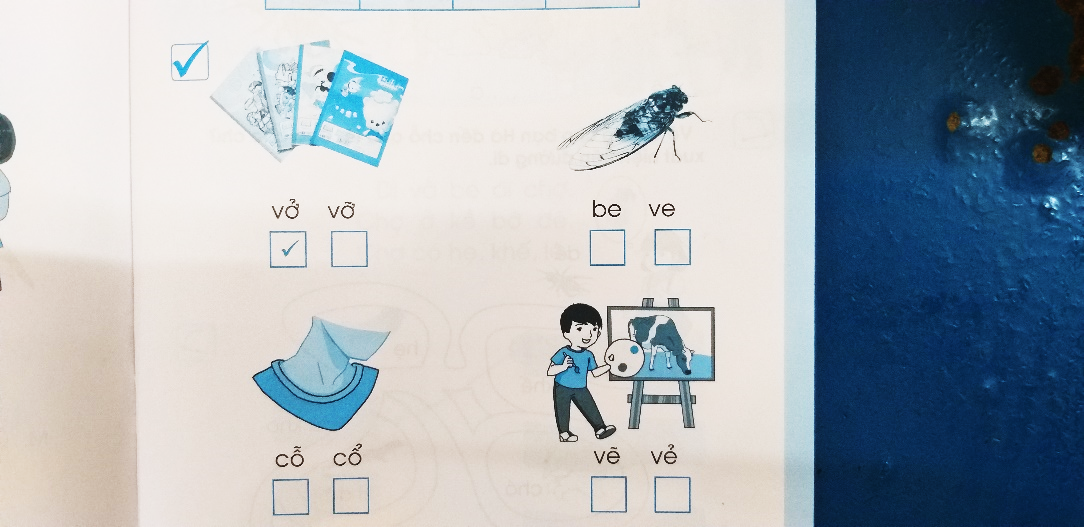 vở vỡ
be ve
cỗ cổ
vẽ vẻ